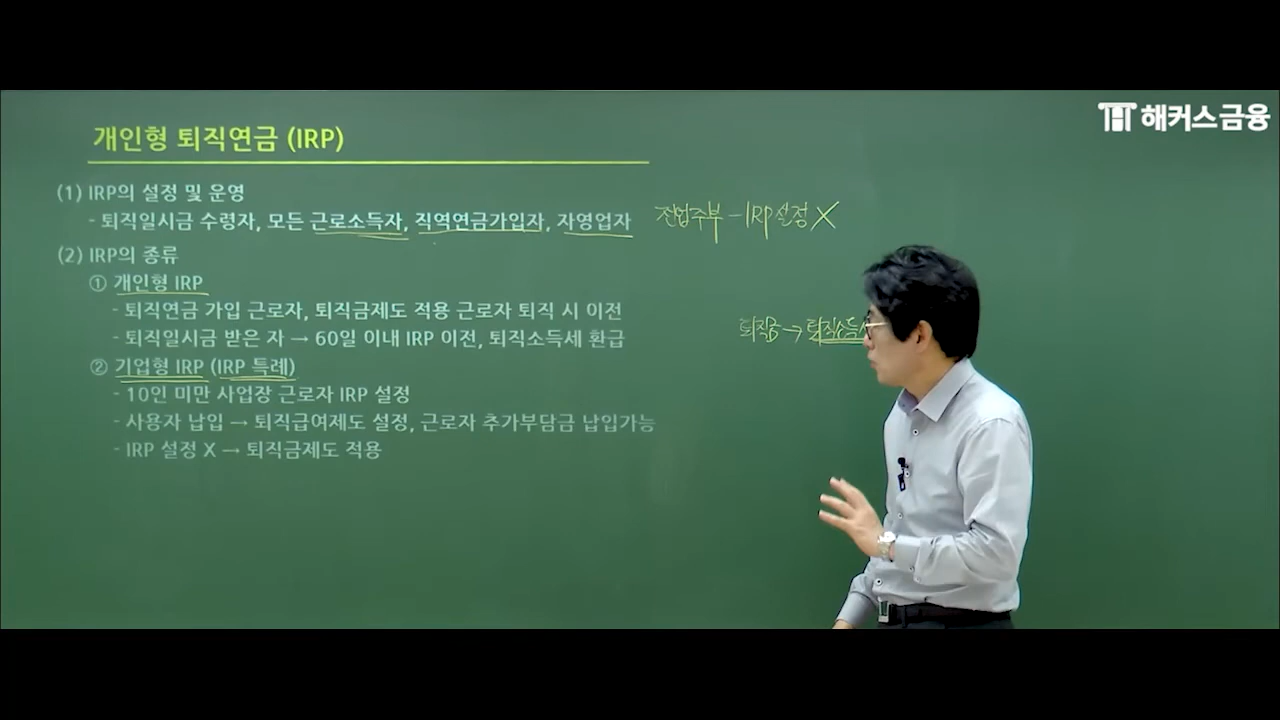 해커스금융
개인형 퇴직연금 (IRP)
(1) IRP의 설정 및 운영
- 퇴직일시금 수령자, 모든 근로소득자, 직역연금가입자, 자영업자
전업주부 - IRP 설정 X
(2) IRP의 종류
① 개인형 IRP
- 퇴직연금 가입 근로자, 퇴직금제도 적용 근로자 퇴직 시 이전
- 퇴직일시금 받은 자 → 60일 이내 IRP 이전, 퇴직소득세 환급
퇴직금 → 퇴직소득
② 기업형 IRP (IRP 특례)
- 10인 미만 사업장 근로자 IRP 설정
- 사용자 납입 → 퇴직급여제도 설정, 근로자 추가부담금 납입가능
- IRP 설정 X → 퇴직금제도 적용